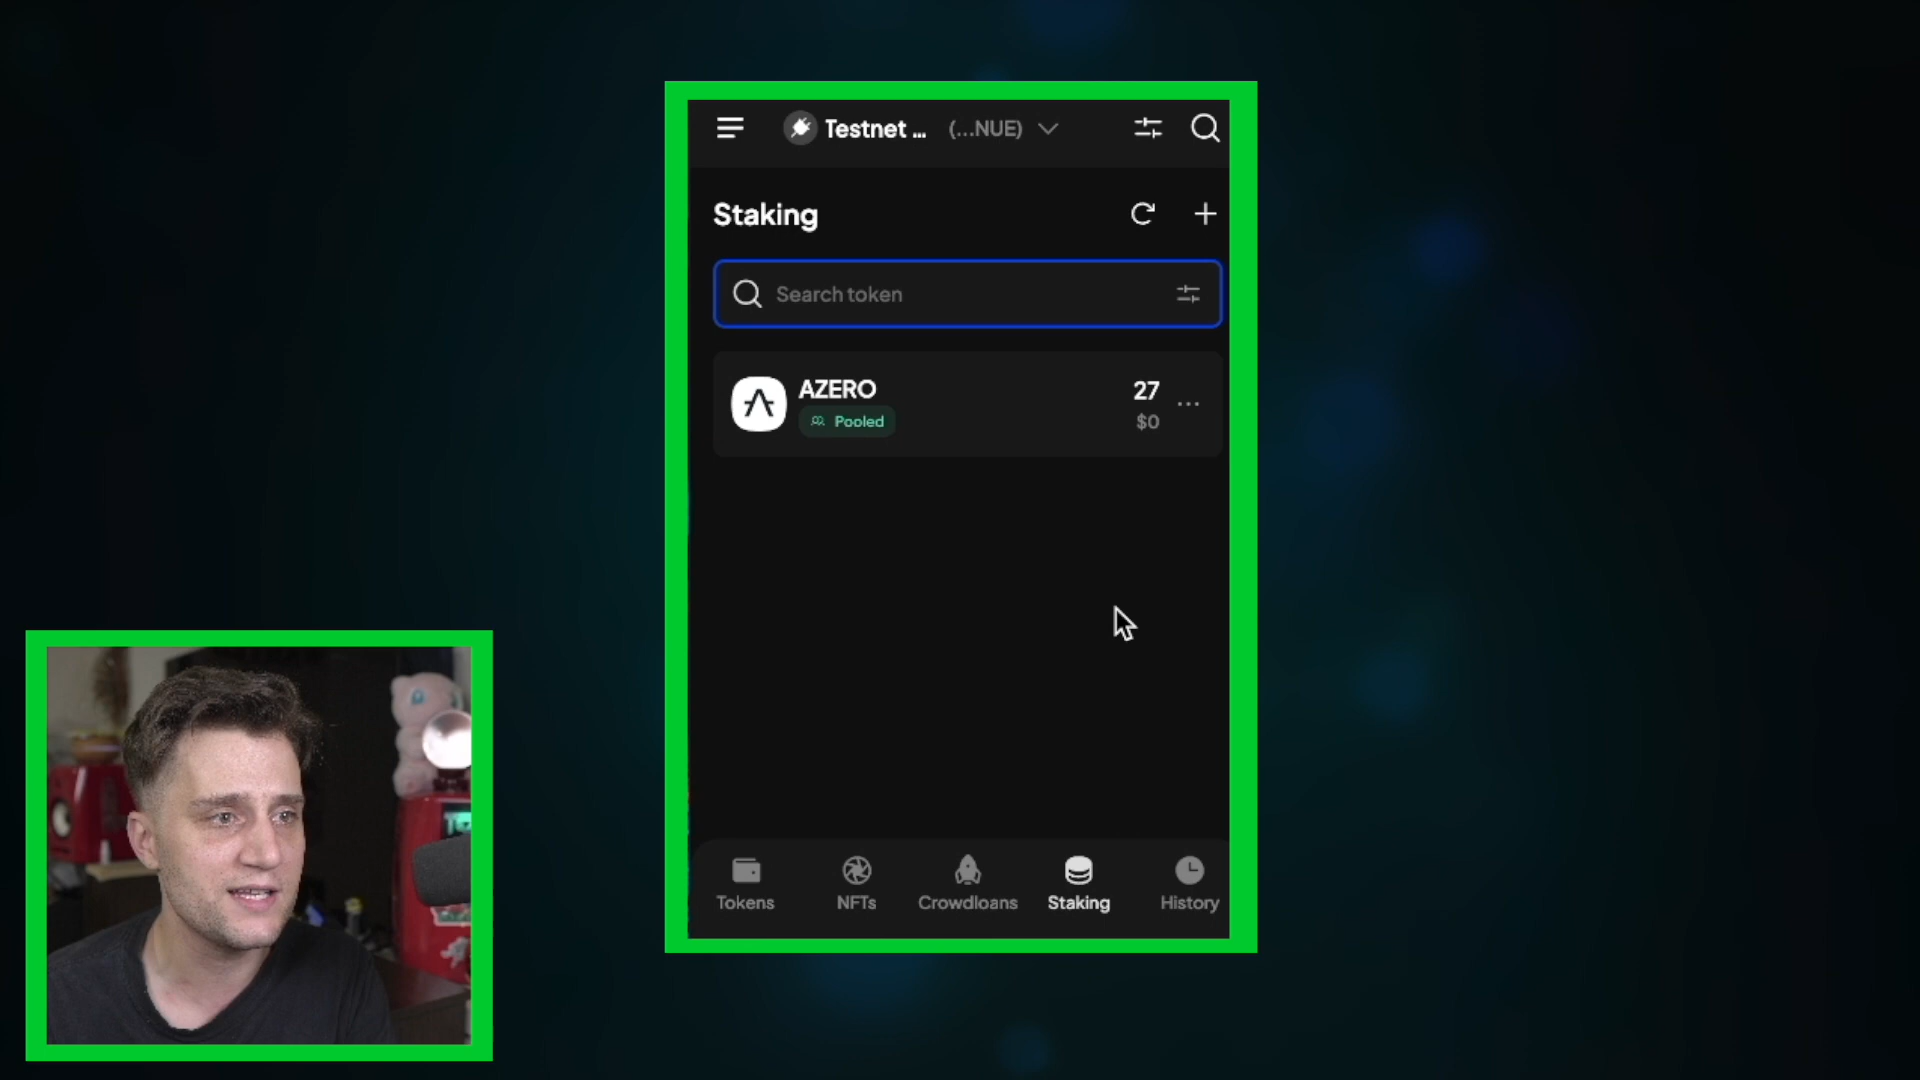 Testnet ... (...NUE)
Staking
Search token
AZERO
27
Pooled
$0
Tokens
NFTs
Crowdloans
Staking
History